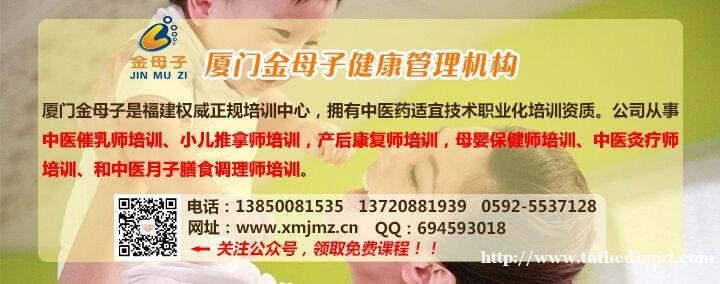 金母子
JIN MU ZI
厦门金母子健康管理机构
厦门金母子是福建权威正规培训中心，拥有中医药适宜技术职业化培训资质。公司从事
中医催乳师培训、小儿推拿师培训，产后康复师培训，母婴保健师培训、中医灸疗师
培训、和中医月子膳食调理师培训。
电话：13850081535 13720881939 0592-5537128
网址：www.xmjmz.cn QQ：694593018
关注公众号，领取免费课程！！
http://www.taihedianzi.com